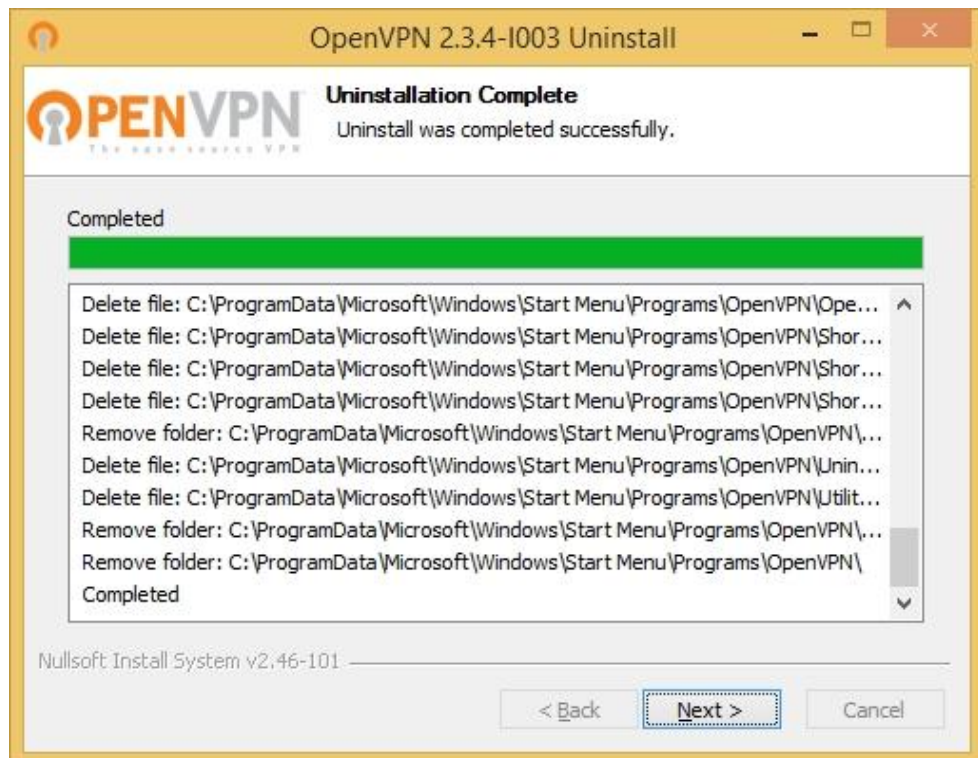 OpenVPN 2.3.4-I003 Uninstall
OPENVPN
The open source VPN
Uninstallation Complete
Uninstall was completed successfully.
Completed
Delete file: C:\ProgramData\Microsoft\Windows\Start Menu\Programs\OpenVPN\Ope...
Delete file: C:\ProgramData\Microsoft\Windows\Start Menu\Programs\OpenVPN\Shor...
Delete file: C:\ProgramData\Microsoft\Windows\Start Menu\Programs\OpenVPN\Shor...
Delete file: C:\ProgramData\Microsoft\Windows\Start Menu\Programs\OpenVPN\Shor...
Remove folder: C:\ProgramData\Microsoft\Windows\Start Menu\Programs\OpenVPN\...
Delete file: C:\ProgramData\Microsoft\Windows\Start Menu\Programs\OpenVPN\Unin...
Delete file: C:\ProgramData\Microsoft\Windows\Start Menu\Programs\OpenVPN\Utilit...
Remove folder: C:\ProgramData\Microsoft\Windows\Start Menu\Programs\OpenVPN\...
Remove folder: C:\ProgramData\Microsoft\Windows\Start Menu\Programs\OpenVPN\
Completed
Nullsoft Install System v2.46-101
< Back Next > Cancel